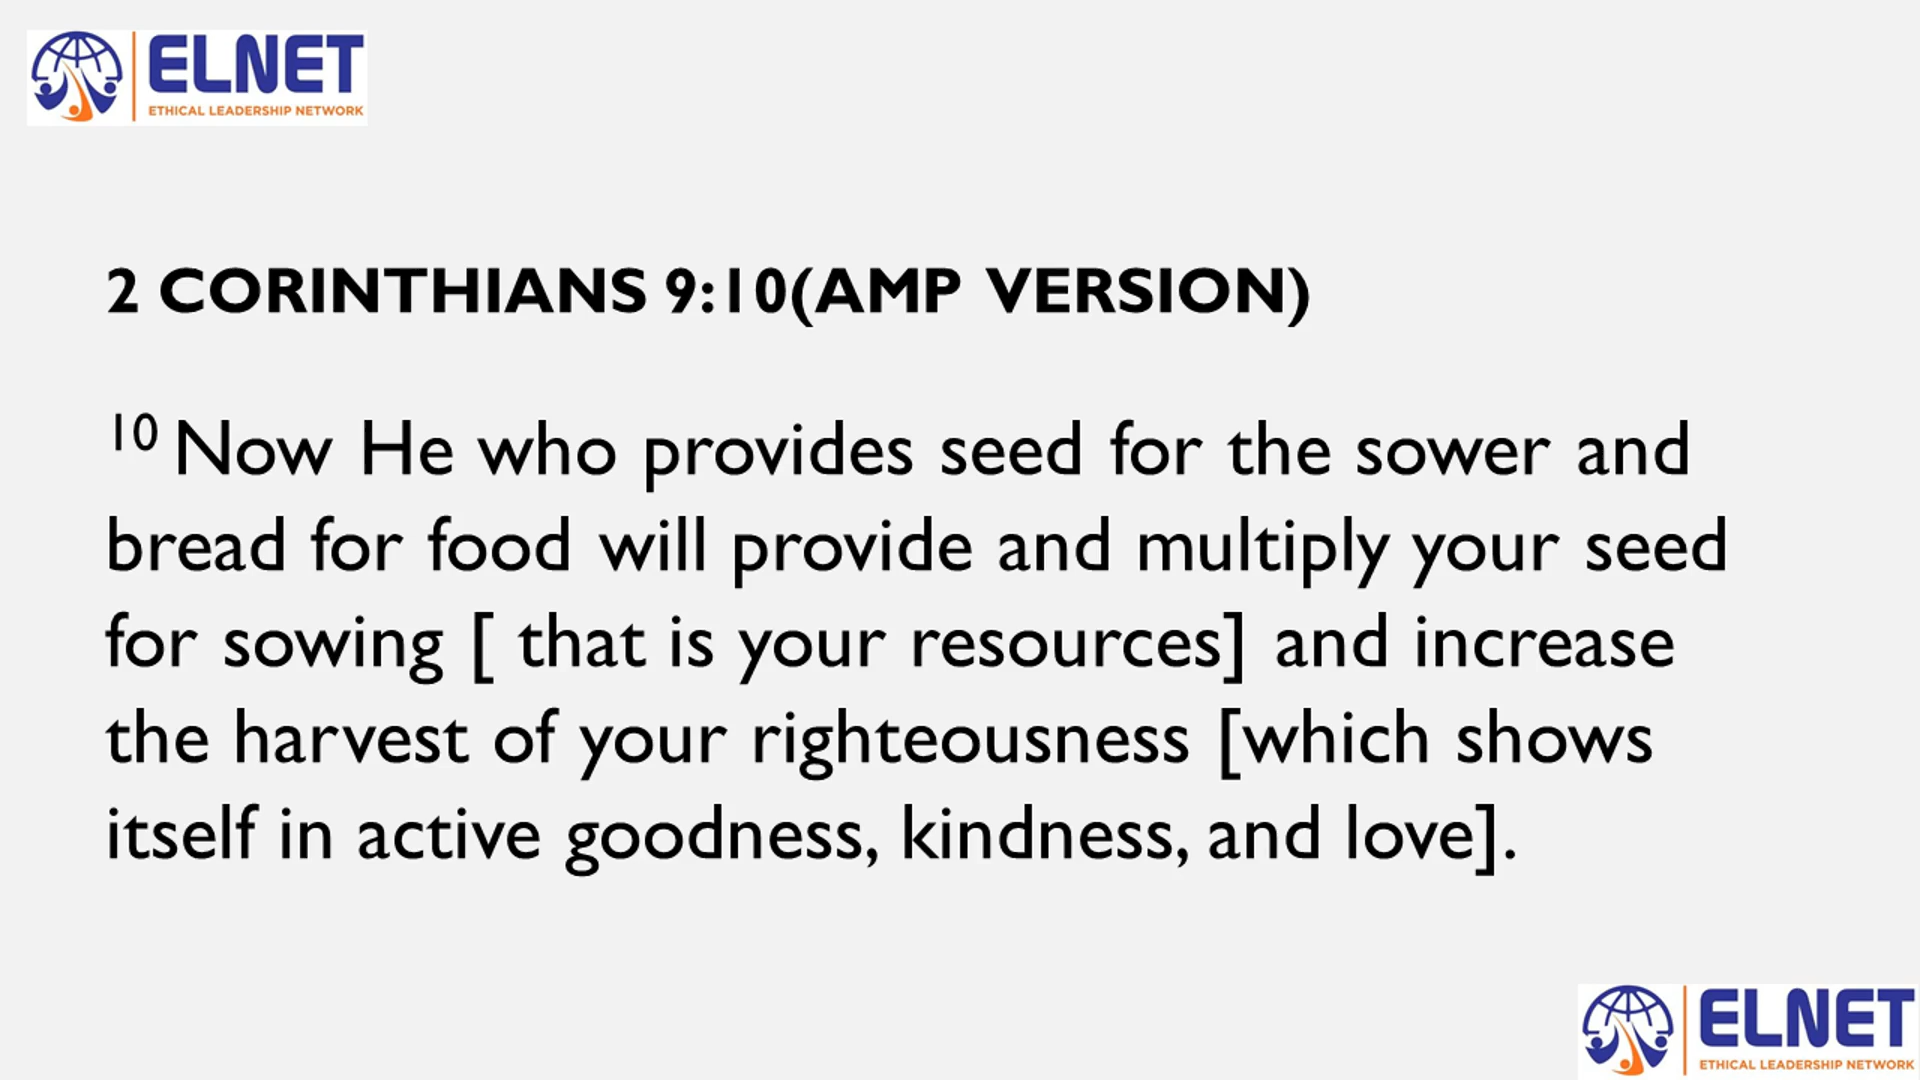 ELNET
ETHICAL LEADERSHIP NETWORK
2 CORINTHIANS 9:10(AMP VERSION)
10 Now He who provides seed for the sower and
bread for food will provide and multiply your seed
for sowing [ that is your resources] and increase
the harvest of your righteousness [which shows
itself in active goodness, kindness, and love].
ELNET
ETHICAL LEADERSHIP NETWORK